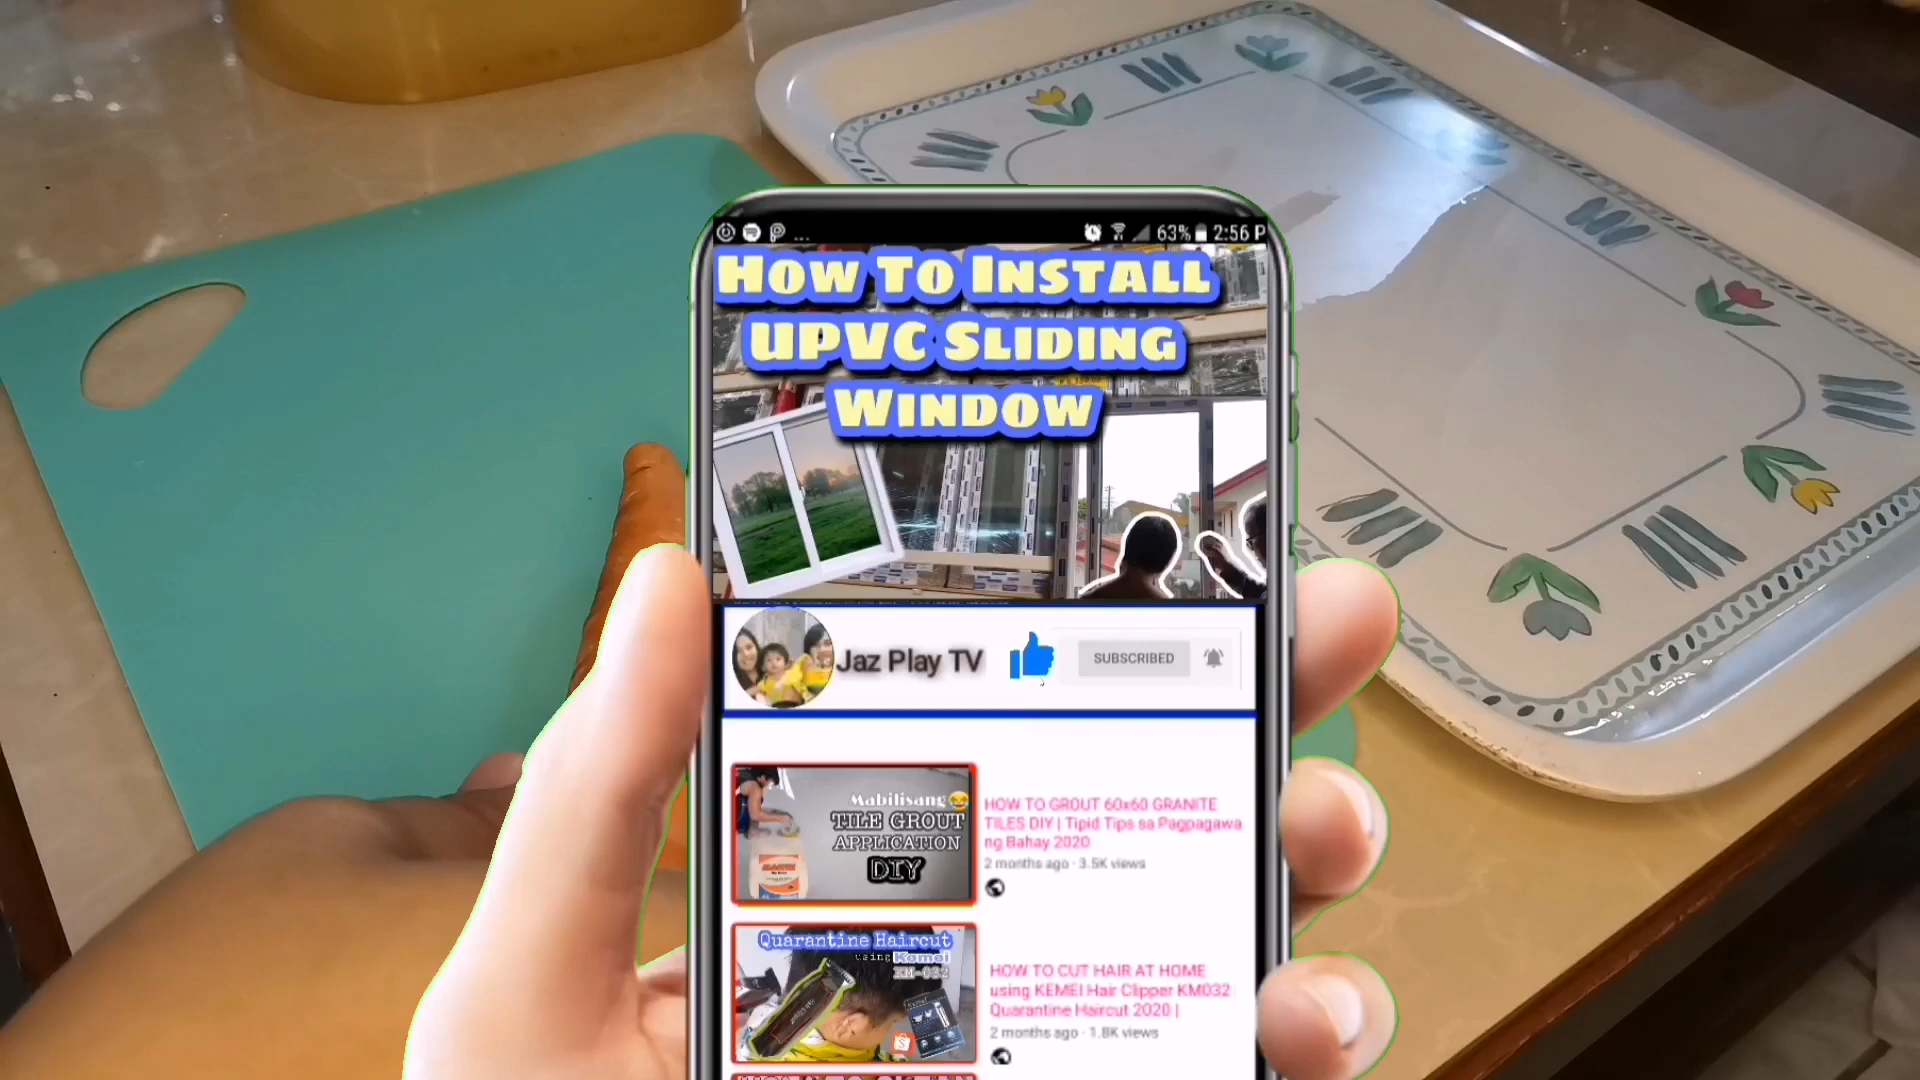 63% 2:56 P
How To Install
UPVC Sliding
Window
Jaz Play TV
SUBSCRIBED
Mabilisang
TILE GROUT
APPLICATION
DIY
HOW TO GROUT 60x60 GRANITE
TILES DIY | Tipid Tips sa Pagpagawa
ng Bahay 2020
2 months ago · 3.5K views
Quarantine Haircut
using Kemei
KM-032
HOW TO CUT HAIR AT HOME
using KEMEI Hair Clipper KM032
Quarantine Haircut 2020 |
2 months ago · 1.8K views